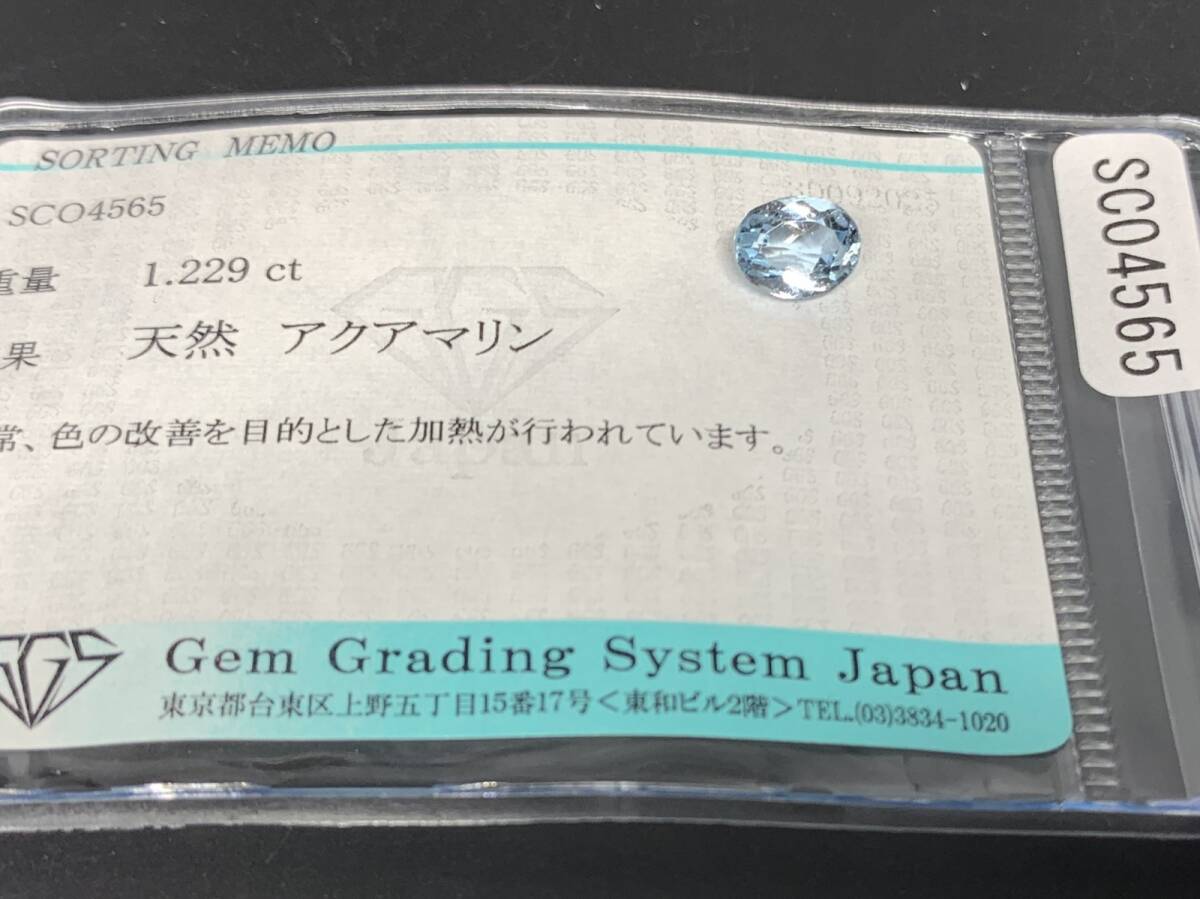 SORTING MEMO
SCO4565
重量 1.229 ct
果 天然 アクアマリン
常、色の改善を目的とした加熱が行われています。
Japan
GGS
Gem Grading System Japan
東京都台東区上野五丁目15番17号<東和ビル2階>TEL.(03)3834-1020
SCO4565